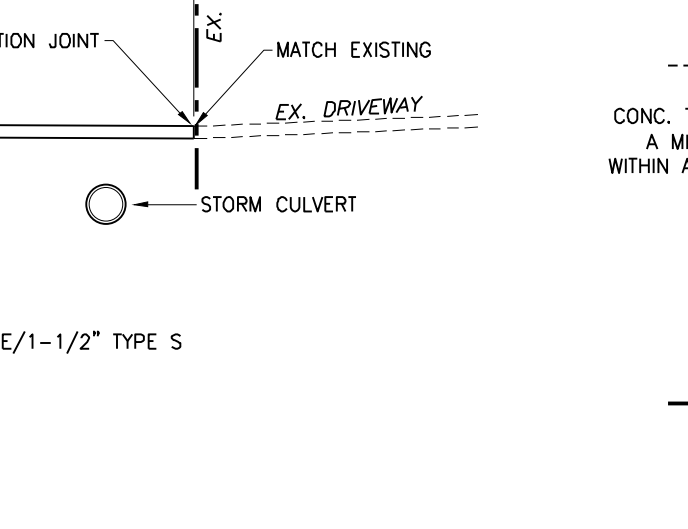 TION JOINT
EX.
MATCH EXISTING
EX. DRIVEWAY
STORM CULVERT
E/1-1/2" TYPE S
CONC.
A
WITHIN A